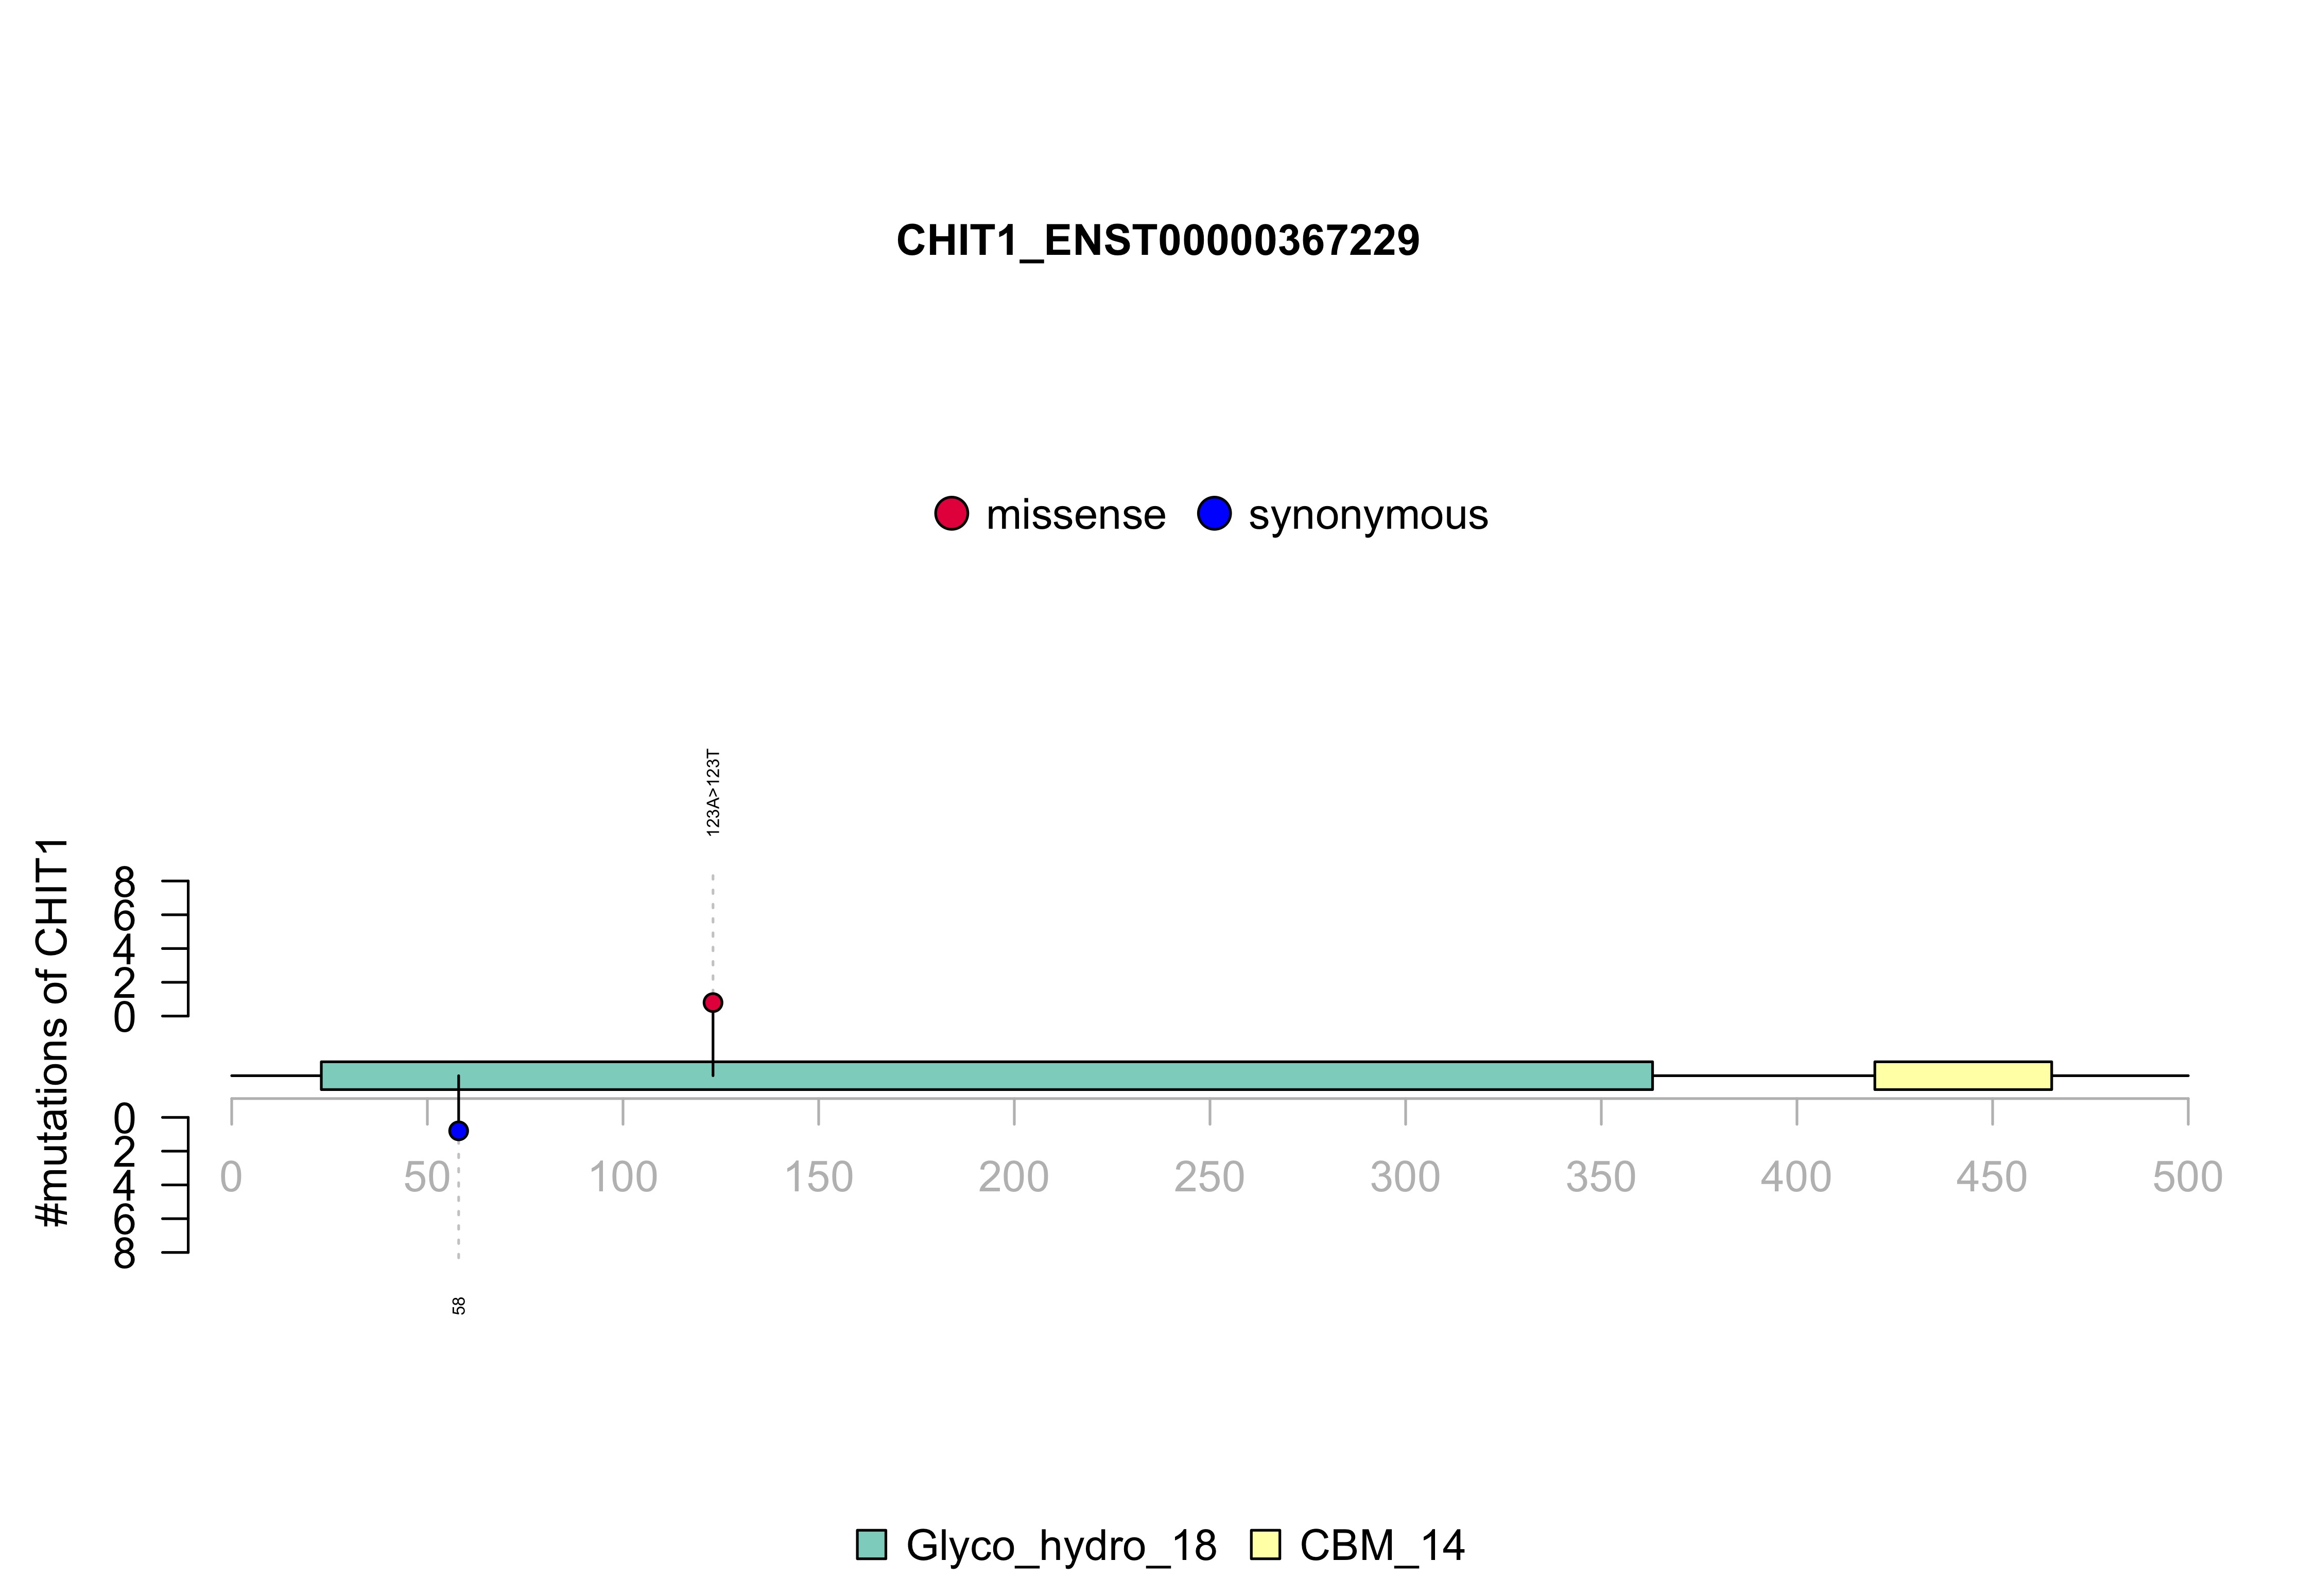 CHIT1_ENST00000367229
missense synonymous
123A>123T
#mutations of CHIT1
8
6
4
2
0
0
2
4
6
8
0 50 100 150 200 250 300 350 400 450 500
58
Glyco_hydro_18 CBM_14